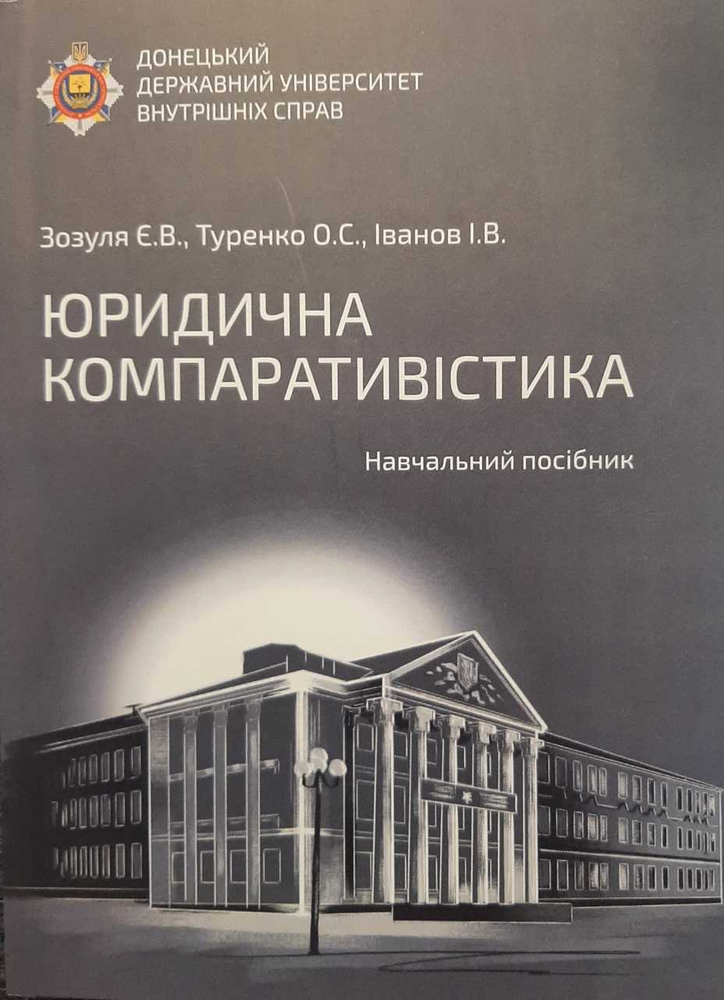 ДОНЕЦЬКИЙ
ДЕРЖАВНИЙ УНІВЕРСИТЕТ
ВНУТРІШНІХ СПРАВ
Зозуля Є.В., Туренко О.С., Іванов І.В.
ЮРИДИЧНА
КОМПАРАТИВІСТИКА
Навчальний посібник